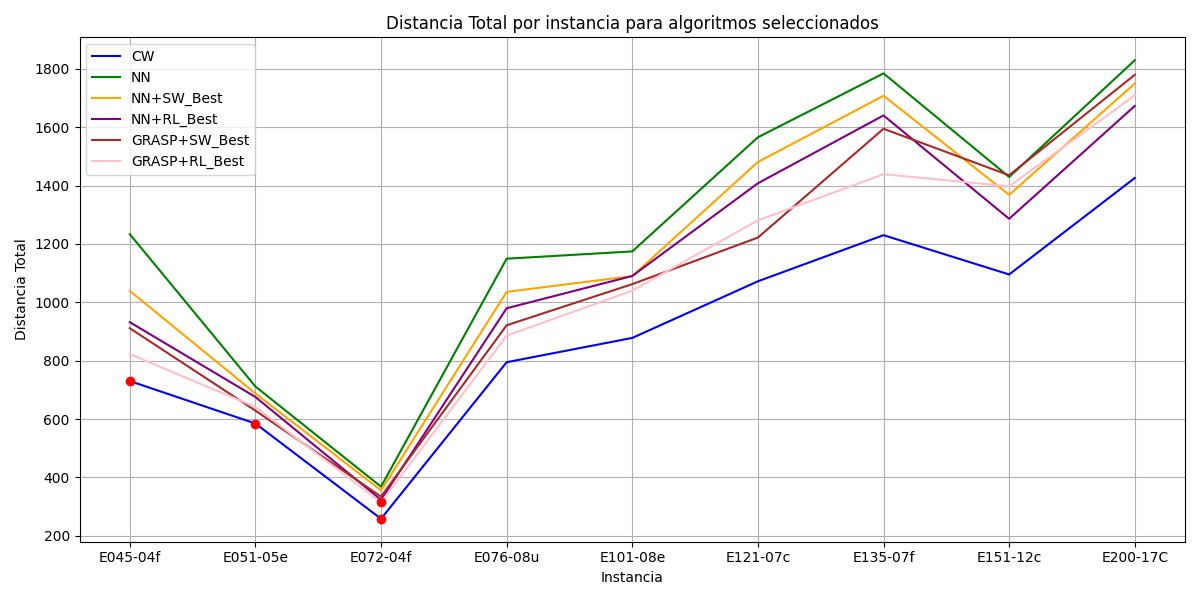 Distancia Total por instancia para algoritmos seleccionados
CW
NN
NN+SW_Best
NN+RL_Best
GRASP+SW_Best
GRASP+RL_Best
Distancia Total
1800
1600
1400
1200
1000
800
600
400
200
E045-04f E051-05e E072-04f E076-08u E101-08e E121-07c E135-07f E151-12c E200-17C
Instancia